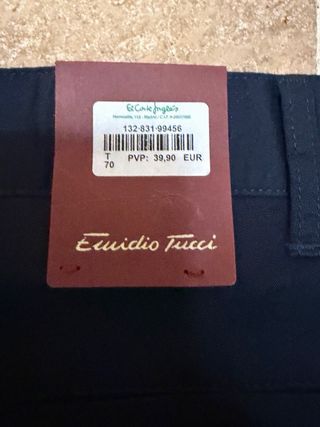 El Corte Inglés
132-831-99456
T PVP: 39,90 EUR
70
Emidio Tucci